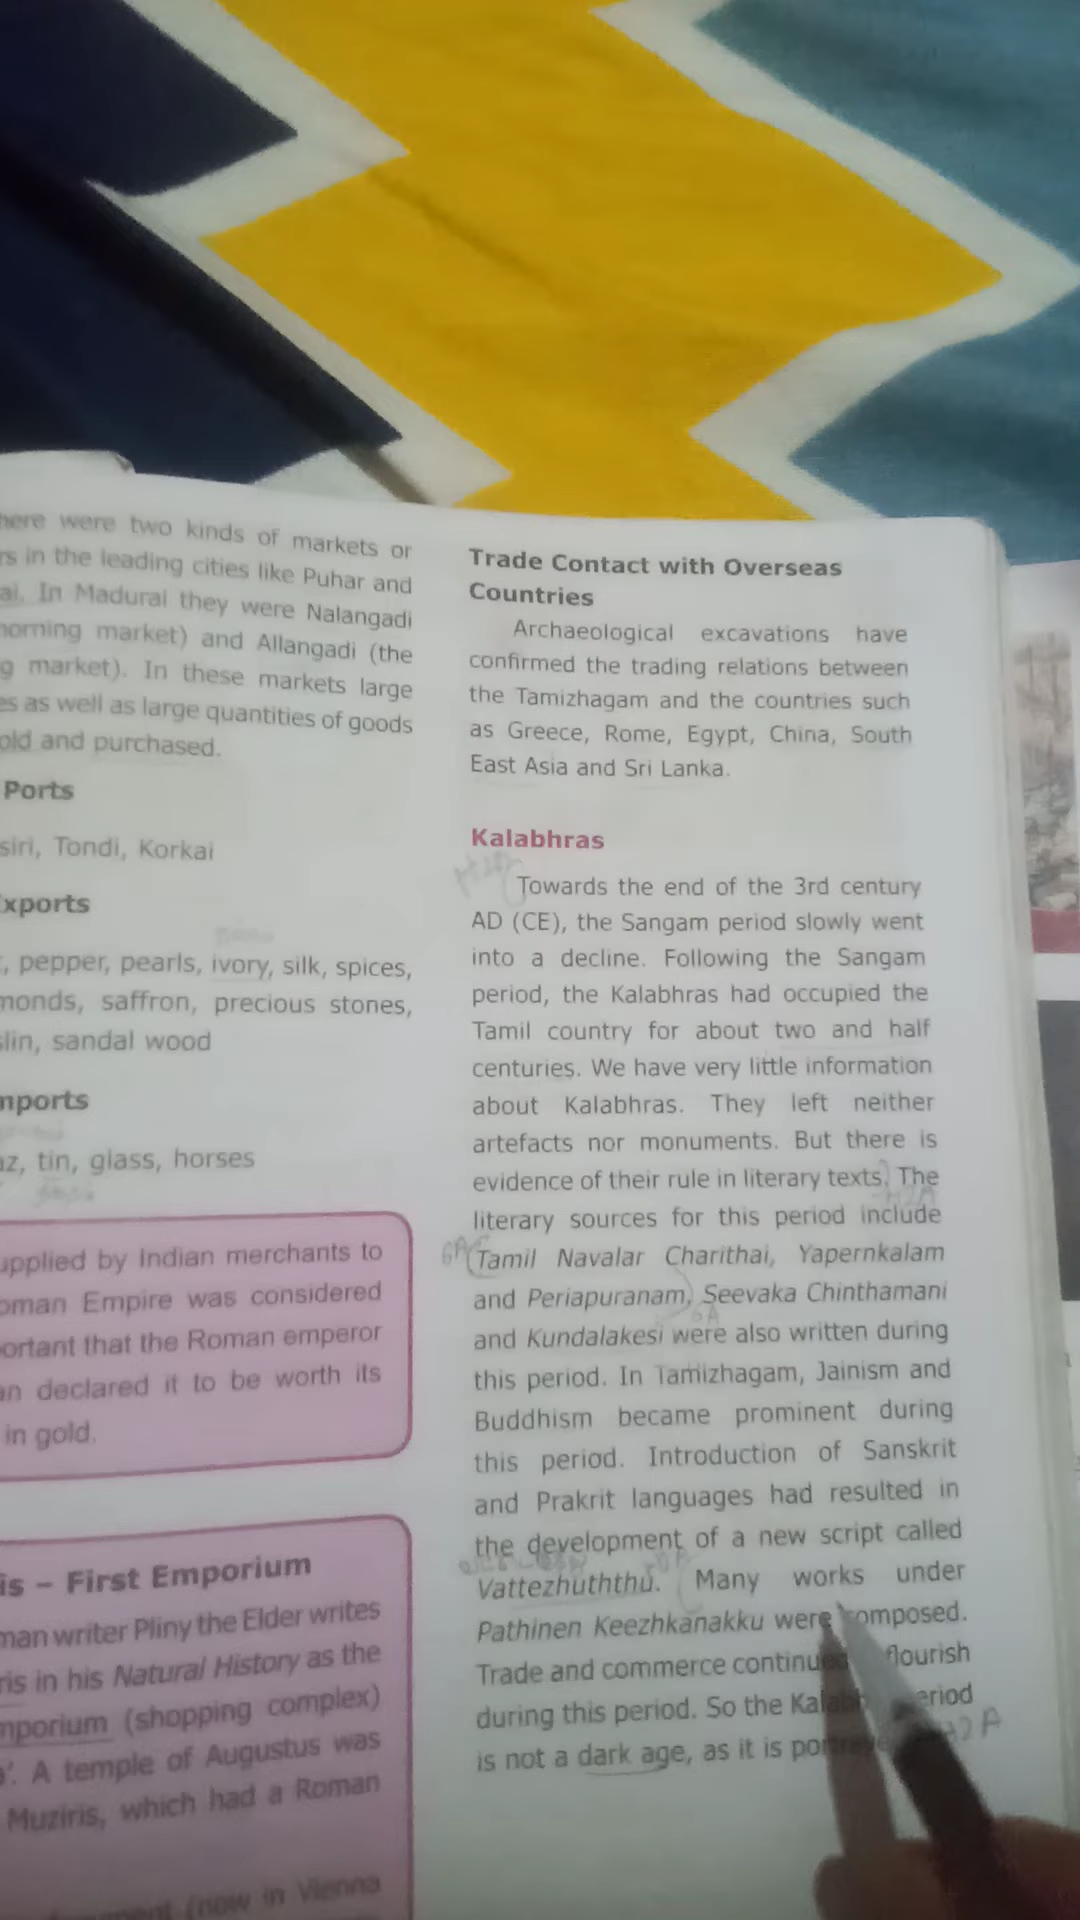 here were two kinds of markets or
rs in the leading cities like Puhar and
ai. In Madurai they were Nalangadi
norning market) and Allangadi (the
g market). In these markets large
es as well as large quantities of goods
old and purchased.
Ports
siri, Tondi, Korkai
xports
, pepper, pearls, ivory, silk, spices,
monds, saffron, precious stones,
slin, sandal wood
mports
az, tin, glass, horses
upplied by Indian merchants to
oman Empire was considered
portant that the Roman emperor
an declared it to be worth its
in gold.
is – First Emporium
man writer Pliny the Elder writes
ris in his Natural History as the
mporium (shopping complex)
'. A temple of Augustus was
Muziris, which had a Roman
(now in Vienna
Trade Contact with Overseas
Countries
Archaeological excavations have
confirmed the trading relations between
the Tamizhagam and the countries such
as Greece, Rome, Egypt, China, South
East Asia and Sri Lanka.
Kalabhras
Towards the end of the 3rd century
AD (CE), the Sangam period slowly went
into a decline. Following the Sangam
period, the Kalabhras had occupied the
Tamil country for about two and half
centuries. We have very little information
about Kalabhras. They left neither
artefacts nor monuments. But there is
evidence of their rule in literary texts. The
literary sources for this period include
Tamil Navalar Charithai, Yapernkalam
and Periapuranam, Seevaka Chinthamani
and Kundalakesi were also written during
this period. In Tamizhagam, Jainism and
Buddhism became prominent during
this period. Introduction of Sanskrit
and Prakrit languages had resulted in
the development of a new script called
Vattezhuththu. Many works under
Pathinen Keezhkanakku were composed.
Trade and commerce continue flourish
during this period. So the Kalabh eriod
is not a dark age, as it is portraye
H2A